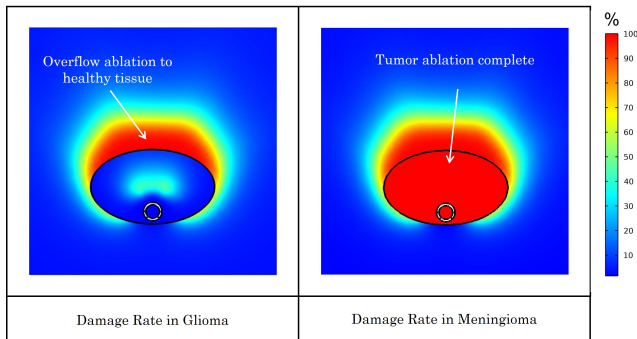 %
Overflow ablation to
healthy tissue
Tumor ablation complete
100
90
80
70
60
50
40
30
20
10
Damage Rate in Glioma
Damage Rate in Meningioma